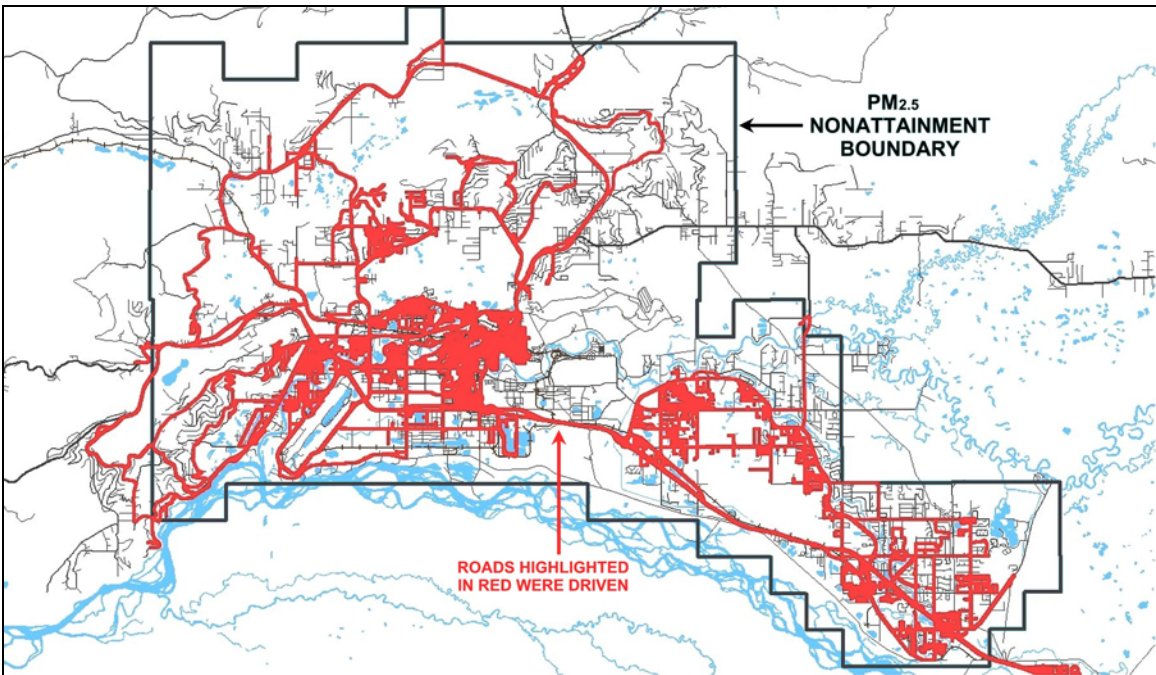 PM2.5
NONATTAINMENT
BOUNDARY
ROADS HIGHLIGHTED
IN RED WERE DRIVEN